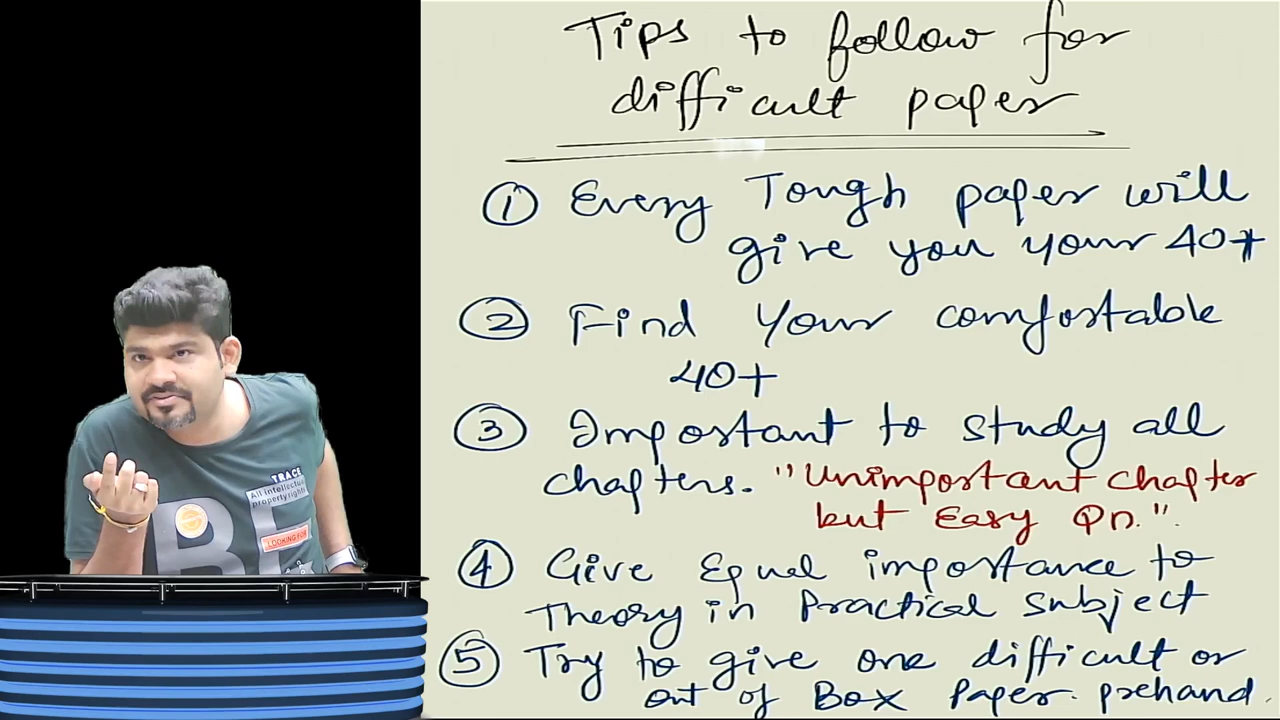 Tips to follow for
difficult paper
① Every Tough paper will
give you your 40+
② Find your comfortable
40+
③ Important to study all
chapters. "Unimportant chapter
but Easy Qn.".
④ Give Equal importance to
Theory in Practical subject
⑤ Try to give one difficult or
out of Box Paper. prehand.
TRACE
All intellectual
property rights
BE
LOOKING FOR